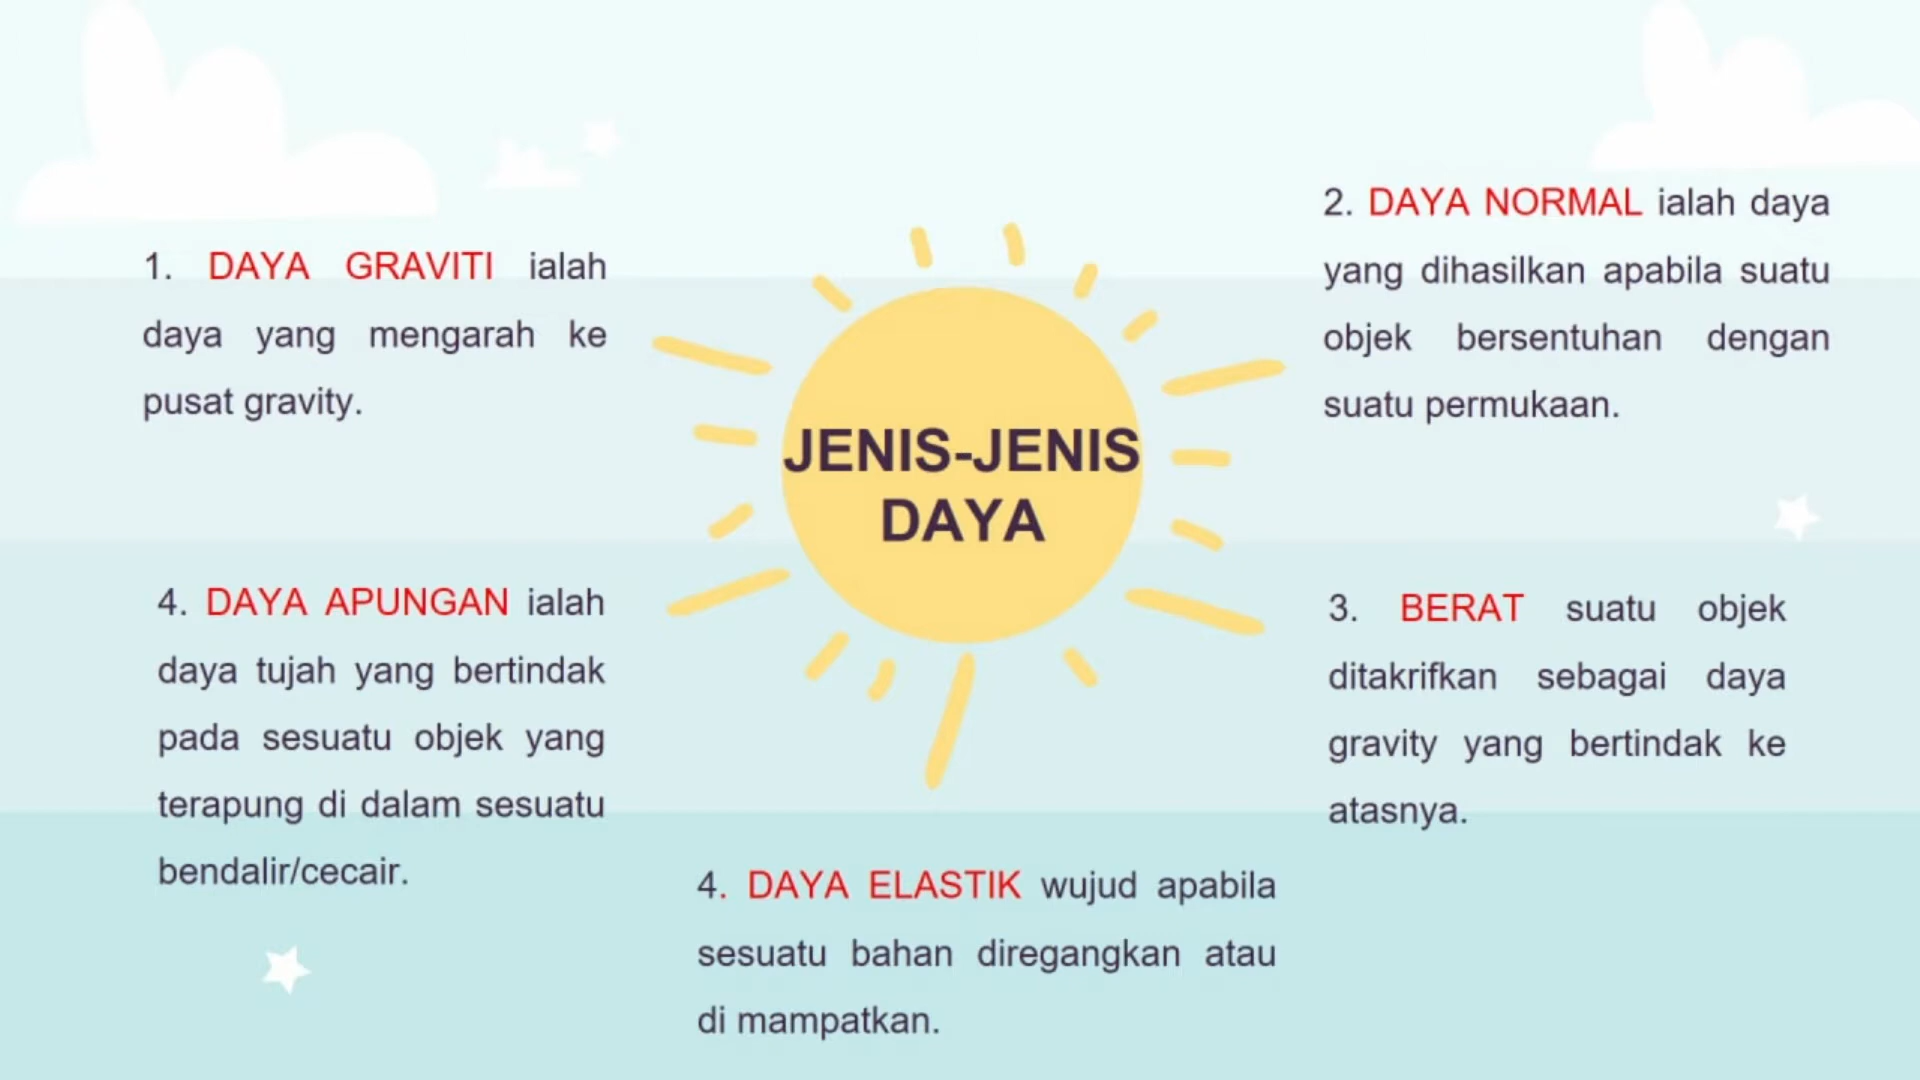 1. DAYA GRAVITI ialah
daya yang mengarah ke
pusat gravity.
2. DAYA NORMAL ialah daya
yang dihasilkan apabila suatu
objek bersentuhan dengan
suatu permukaan.
JENIS-JENIS
DAYA
4. DAYA APUNGAN ialah
daya tujah yang bertindak
pada sesuatu objek yang
terapung di dalam sesuatu
bendalir/cecair.
3. BERAT suatu objek
ditakrifkan sebagai daya
gravity yang bertindak ke
atasnya.
4. DAYA ELASTIK wujud apabila
sesuatu bahan diregangkan atau
di mampatkan.